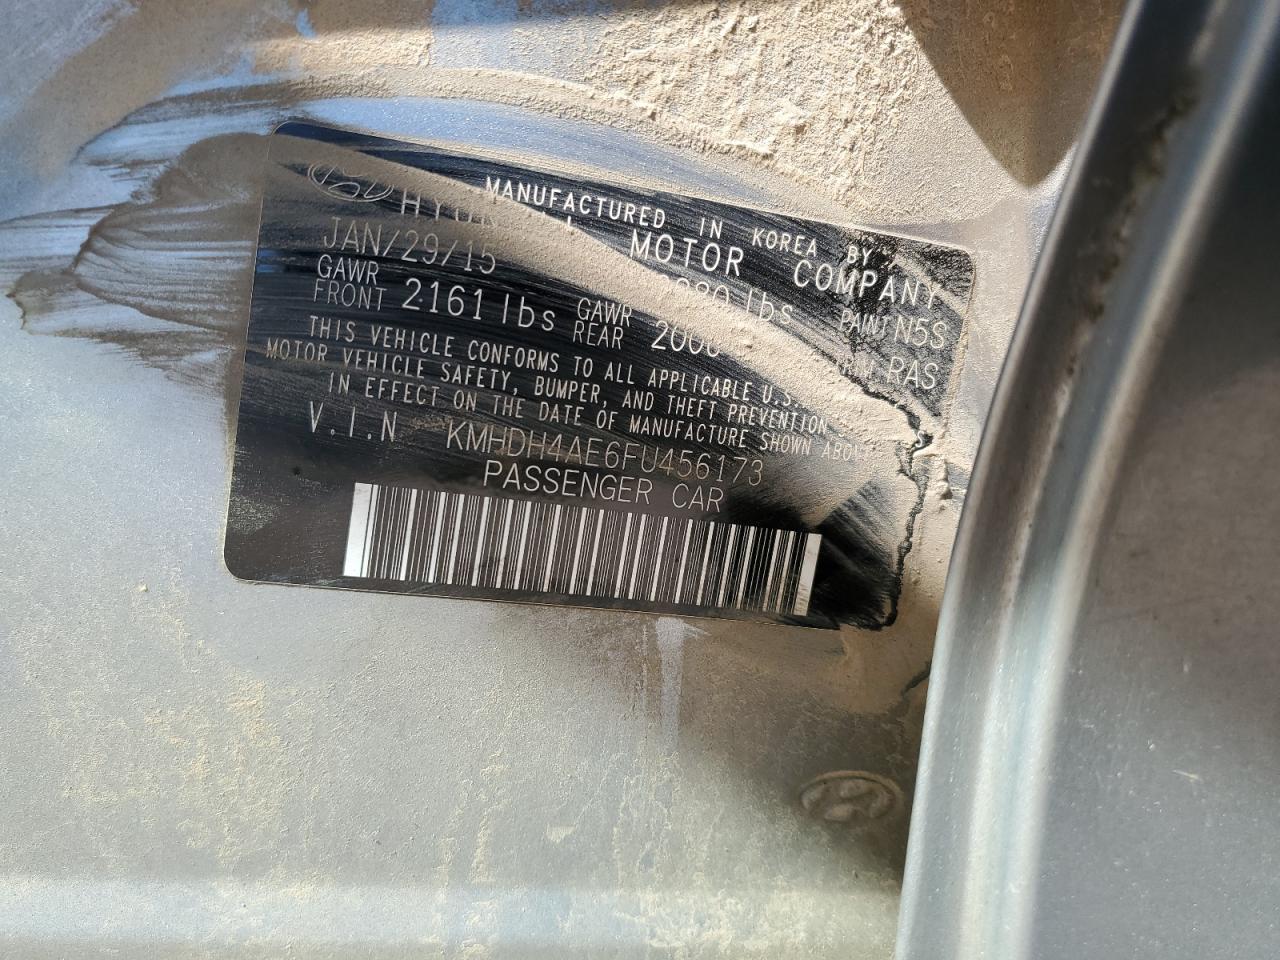 MANUFACTURED IN KOREA BY
MOTOR COMPANY
JAN/29/15 lbs PAINT N5S
GAWR FRONT 2161 lbs GAWR REAR RAS
THIS VEHICLE CONFORMS TO ALL APPLICABLE U.S.
MOTOR VEHICLE SAFETY, BUMPER, AND THEFT PREVENTION
IN EFFECT ON THE DATE OF MANUFACTURE SHOWN ABOVE
V.I.N KMHDH4AE6FU456173
PASSENGER CAR